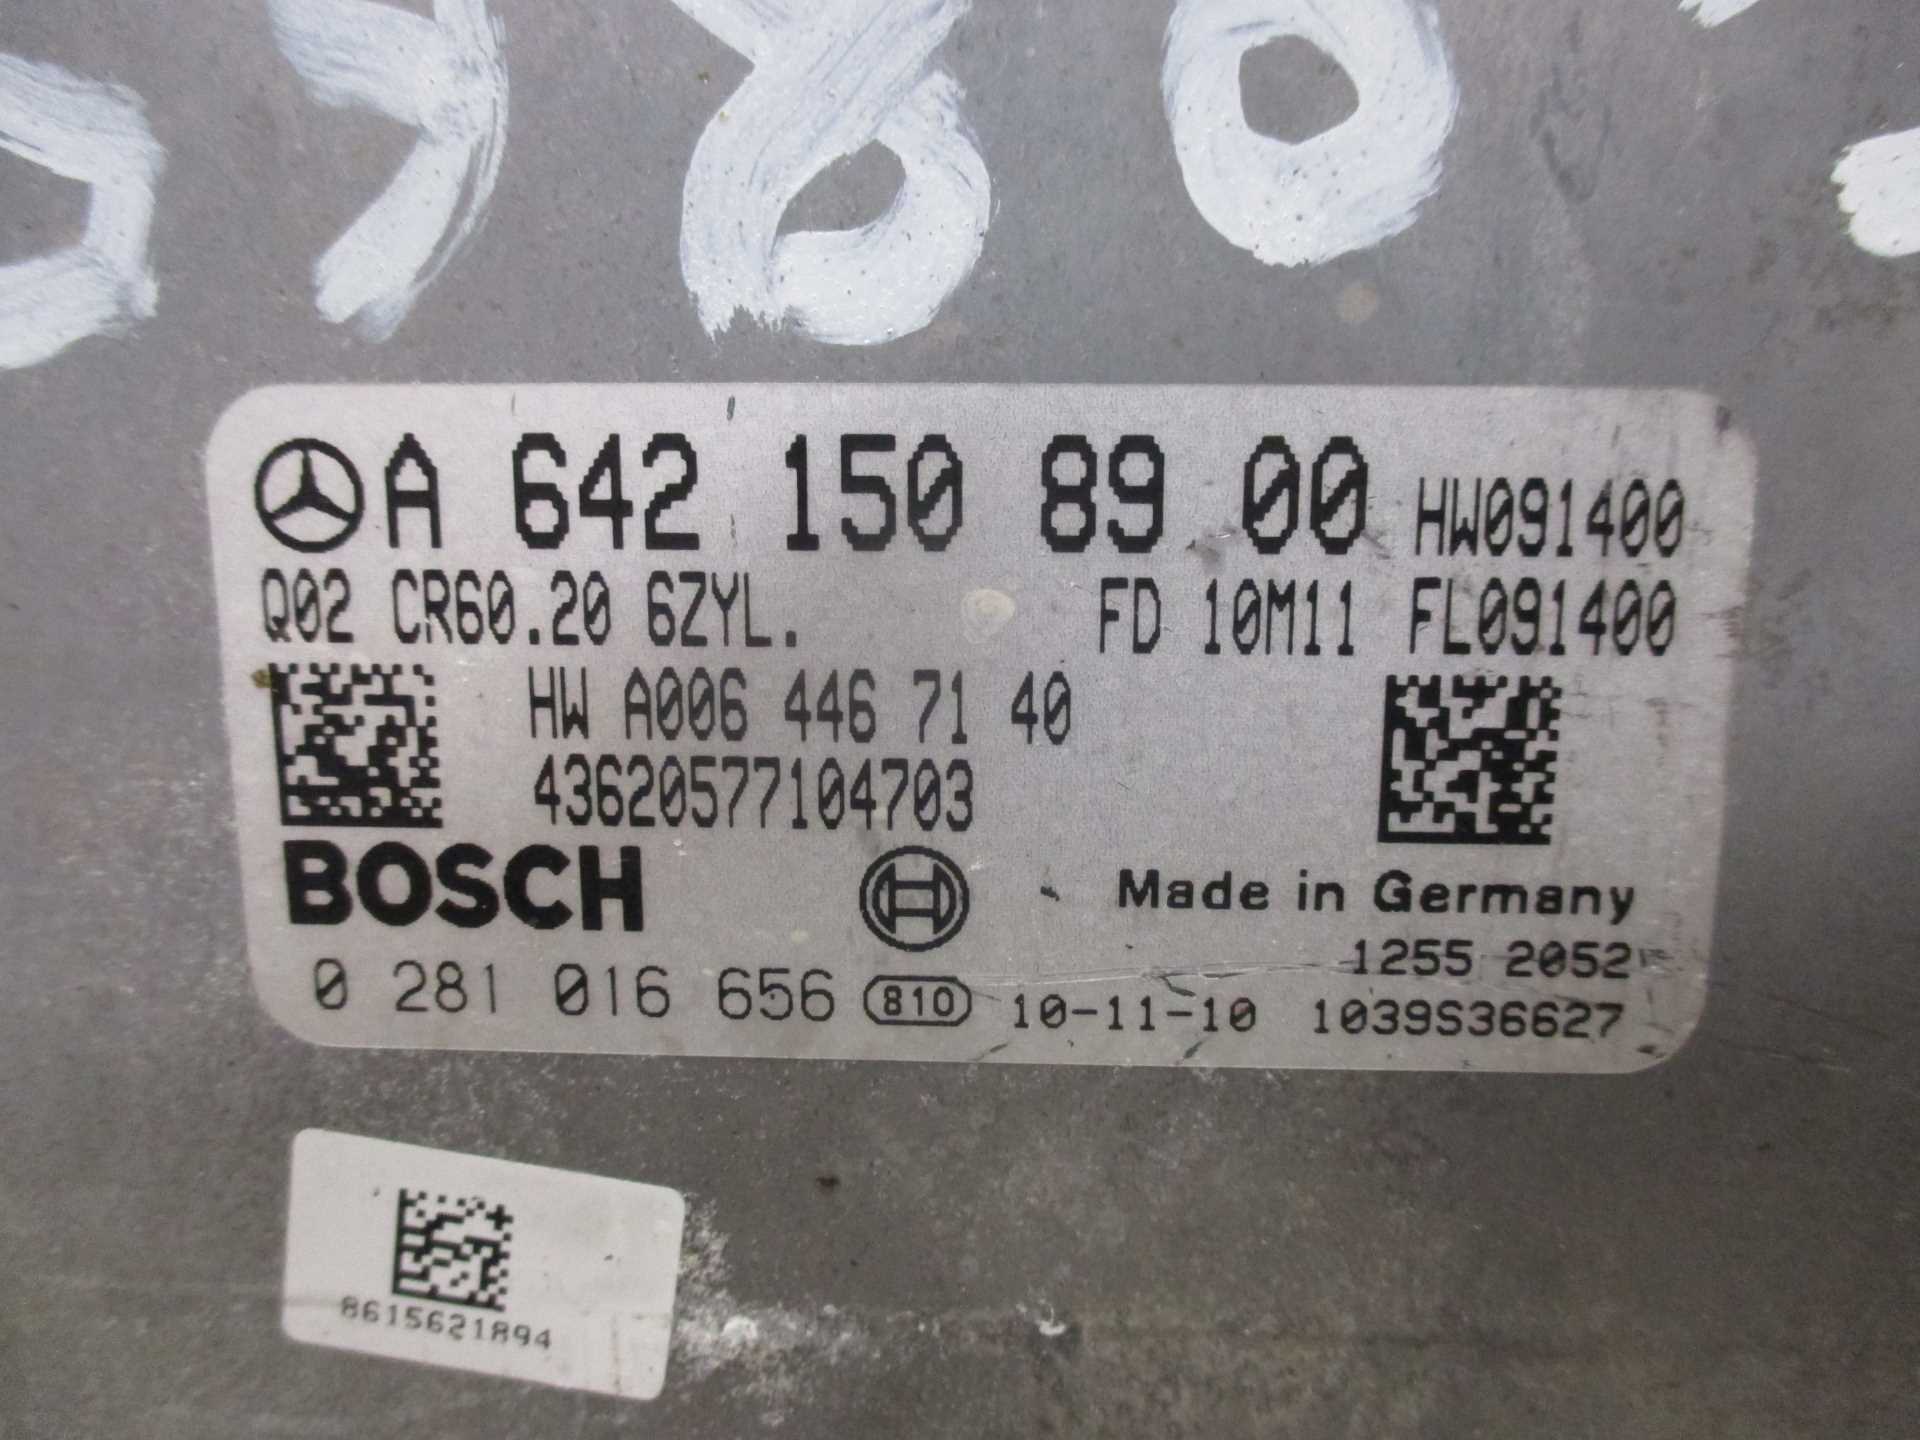 A 642 150 89 00 HW091400
Q02 CR60.20 6ZYL. FD 10M11 FL091400
HW A006 446 71 40
43620577104703
BOSCH
Made in Germany
1255 2052
0 281 016 656 810 10-11-10 1039S36627
8615621894